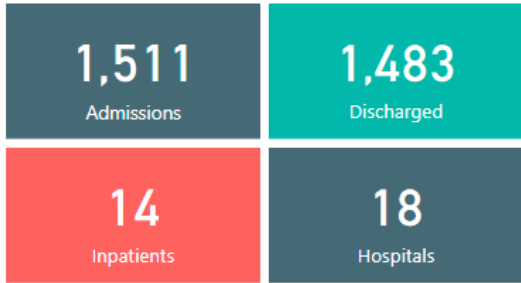 1,511
Admissions
1,483
Discharged
14
Inpatients
18
Hospitals